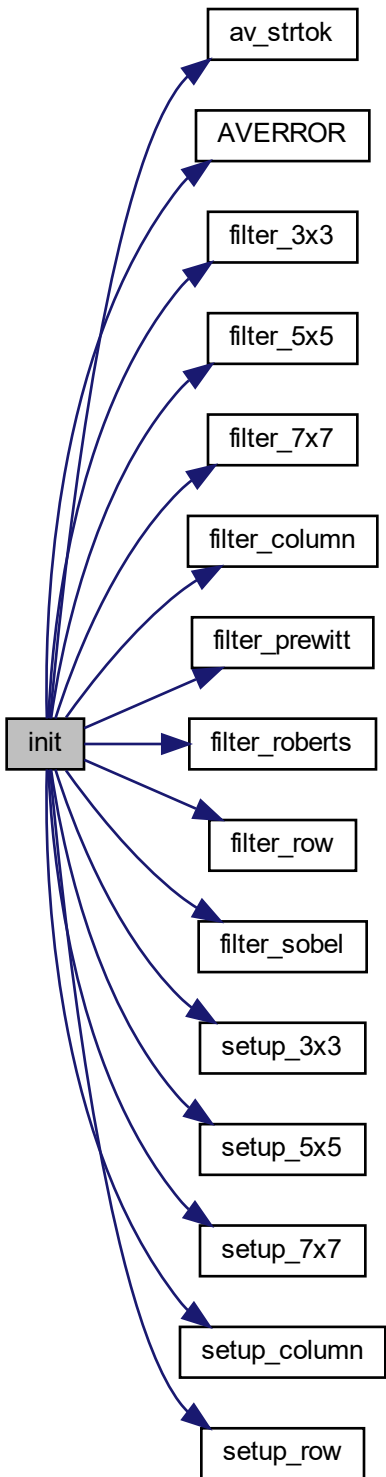 av_strtok
AVERROR
filter_3x3
filter_5x5
filter_7x7
filter_column
filter_prewitt
init
filter_roberts
filter_row
filter_sobel
setup_3x3
setup_5x5
setup_7x7
setup_column
setup_row